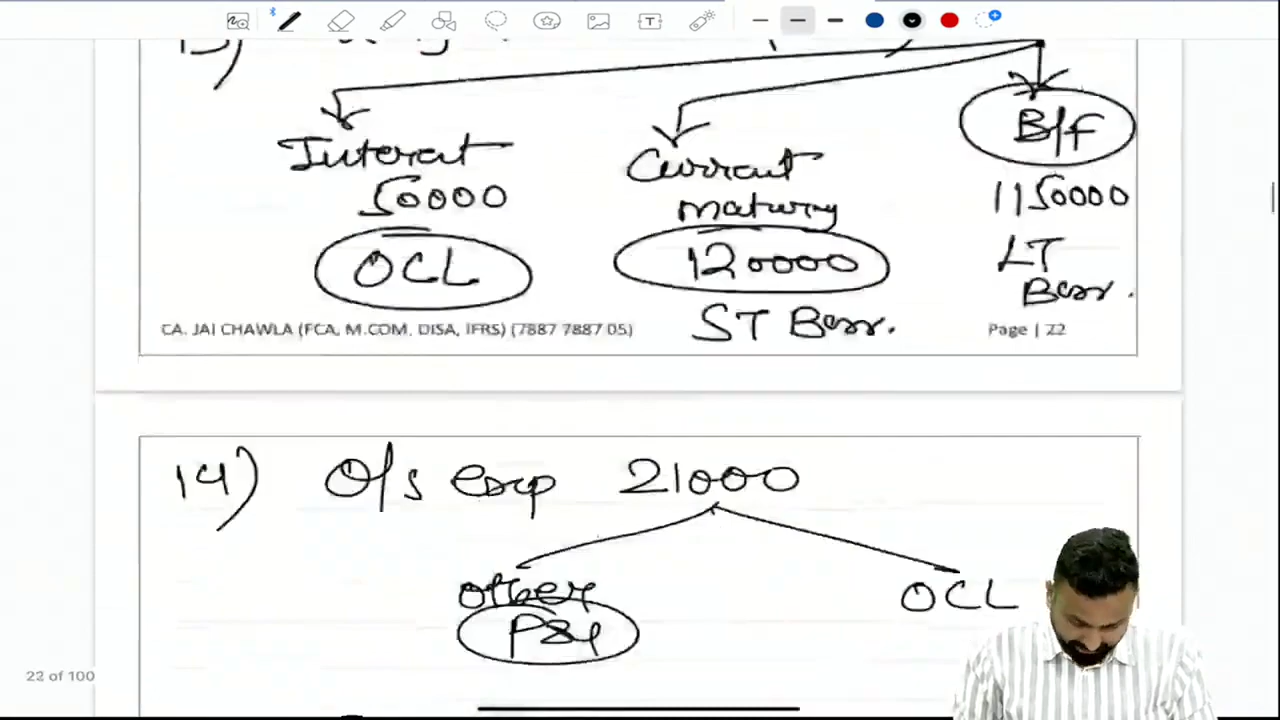 13)
Interest
50000
OCL
Current
maturity
120000
ST Borr.
B/f
1150000
LT
Borr.
CA. JAI CHAWLA (FCA, M.COM, DISA, IFRS) (7887 7887 05)
Page | 22
14) O/s Exp 21000
other
P&L
OCL
22 of 100